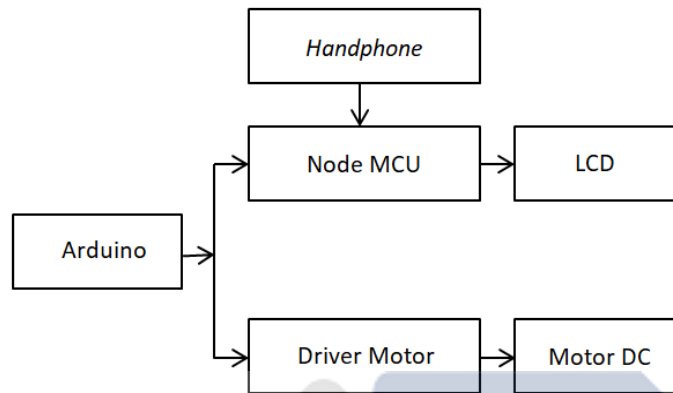 Handphone
Node MCU
LCD
Arduino
Driver Motor
Motor DC